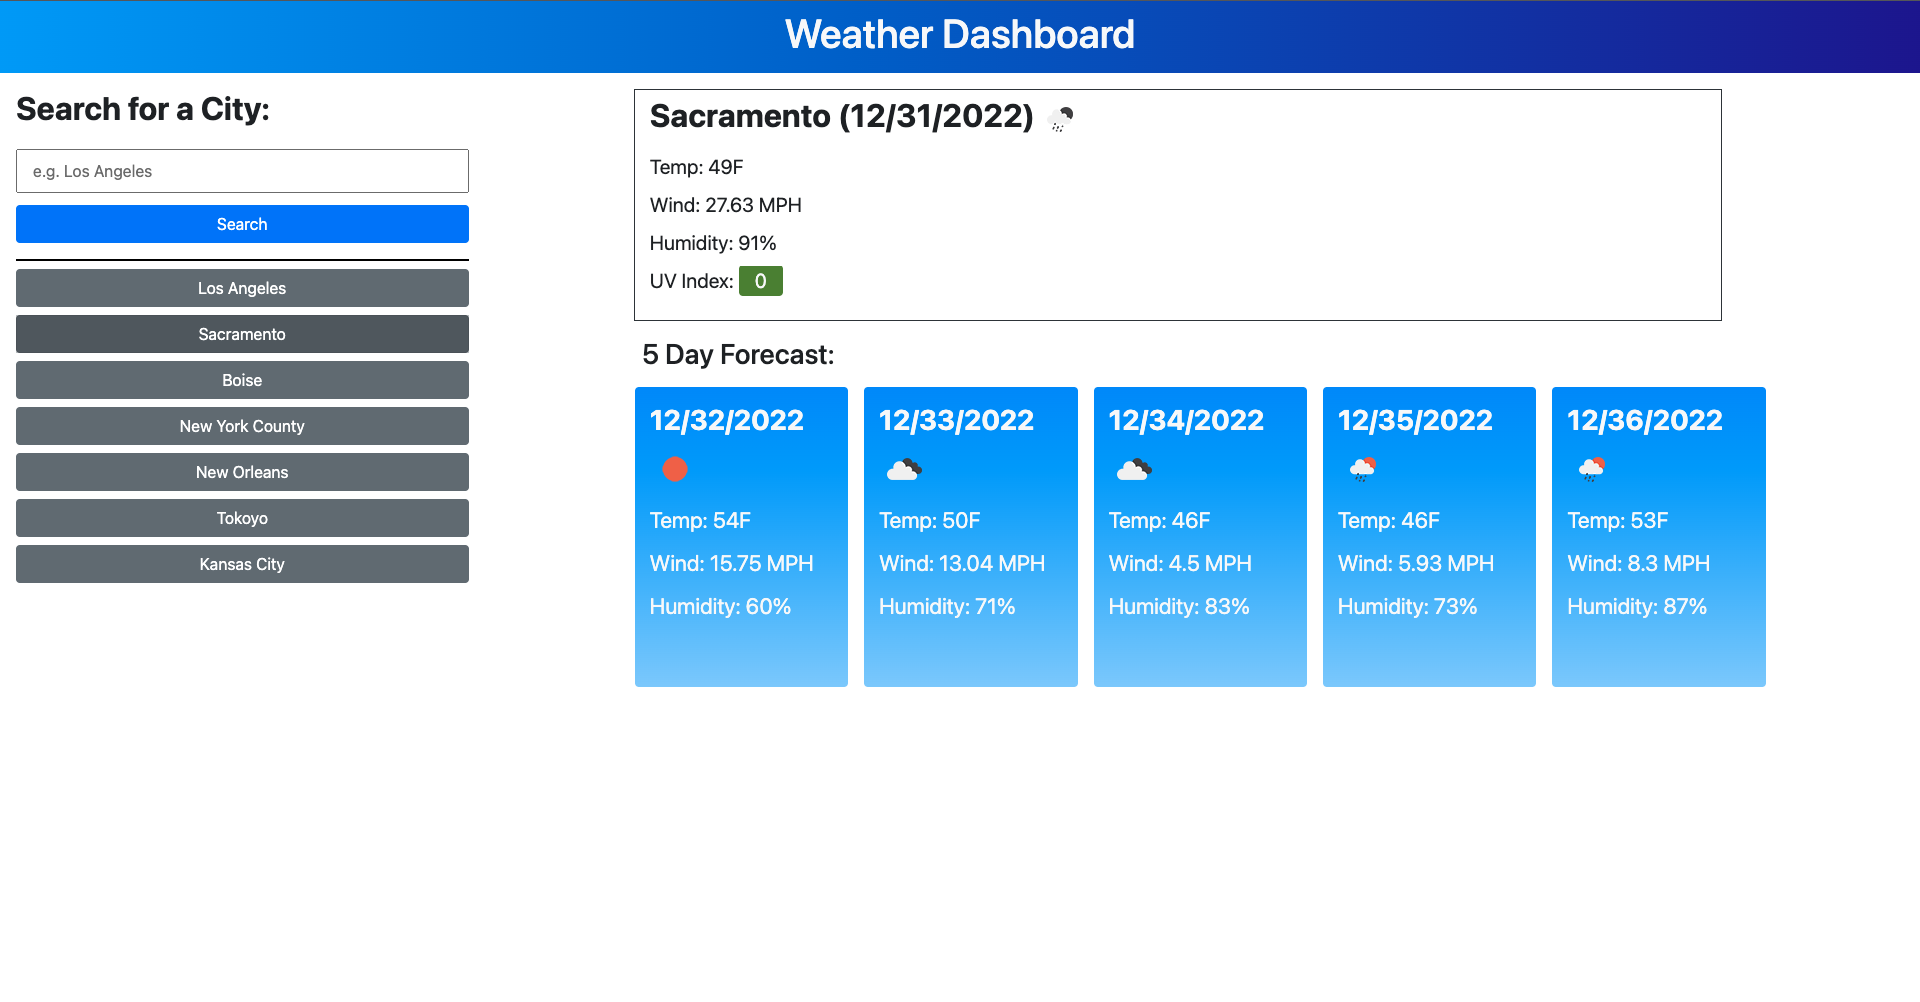 Weather Dashboard
Search for a City:
e.g. Los Angeles
Search
Los Angeles
Sacramento
Boise
New York County
New Orleans
Tokoyo
Kansas City
Sacramento (12/31/2022)
Temp: 49F
Wind: 27.63 MPH
Humidity: 91%
UV Index: 0
5 Day Forecast:
12/32/2022
Temp: 54F
Wind: 15.75 MPH
Humidity: 60%
12/33/2022
Temp: 50F
Wind: 13.04 MPH
Humidity: 71%
12/34/2022
Temp: 46F
Wind: 4.5 MPH
Humidity: 83%
12/35/2022
Temp: 46F
Wind: 5.93 MPH
Humidity: 73%
12/36/2022
Temp: 53F
Wind: 8.3 MPH
Humidity: 87%